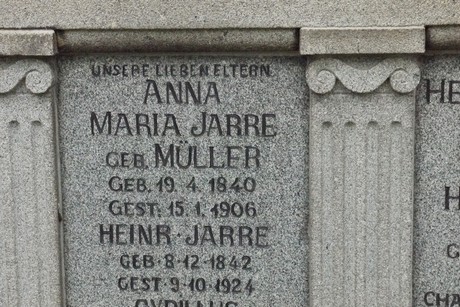 UNSERE LIEBEN ELTERN
ANNA
MARIA JARRE
GEB. MÜLLER
GEB. 19. 4. 1840
GEST. 15. 1. 1906
HEINR. JARRE
GEB. 8. 12. 1842
GEST. 9. 10. 1924